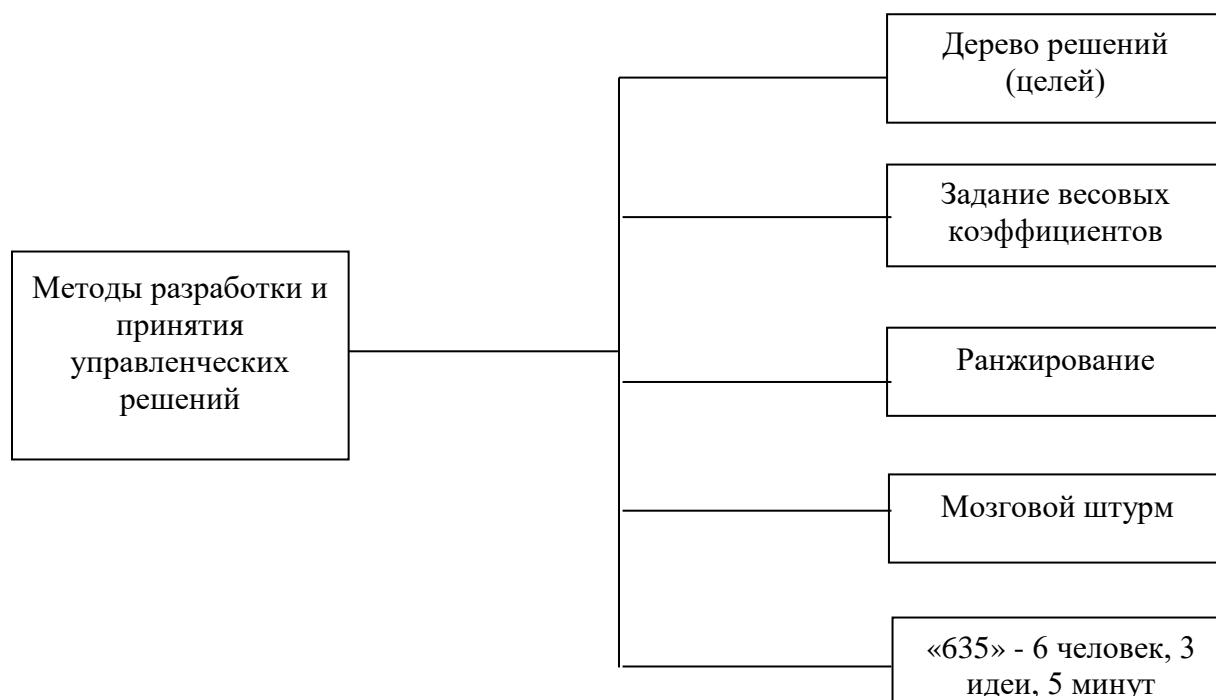 Методы разработки и
принятия
управленческих
решений
Дерево решений
(целей)
Задание весовых
коэффициентов
Ранжирование
Мозговой штурм
«635» - 6 человек, 3
идеи, 5 минут